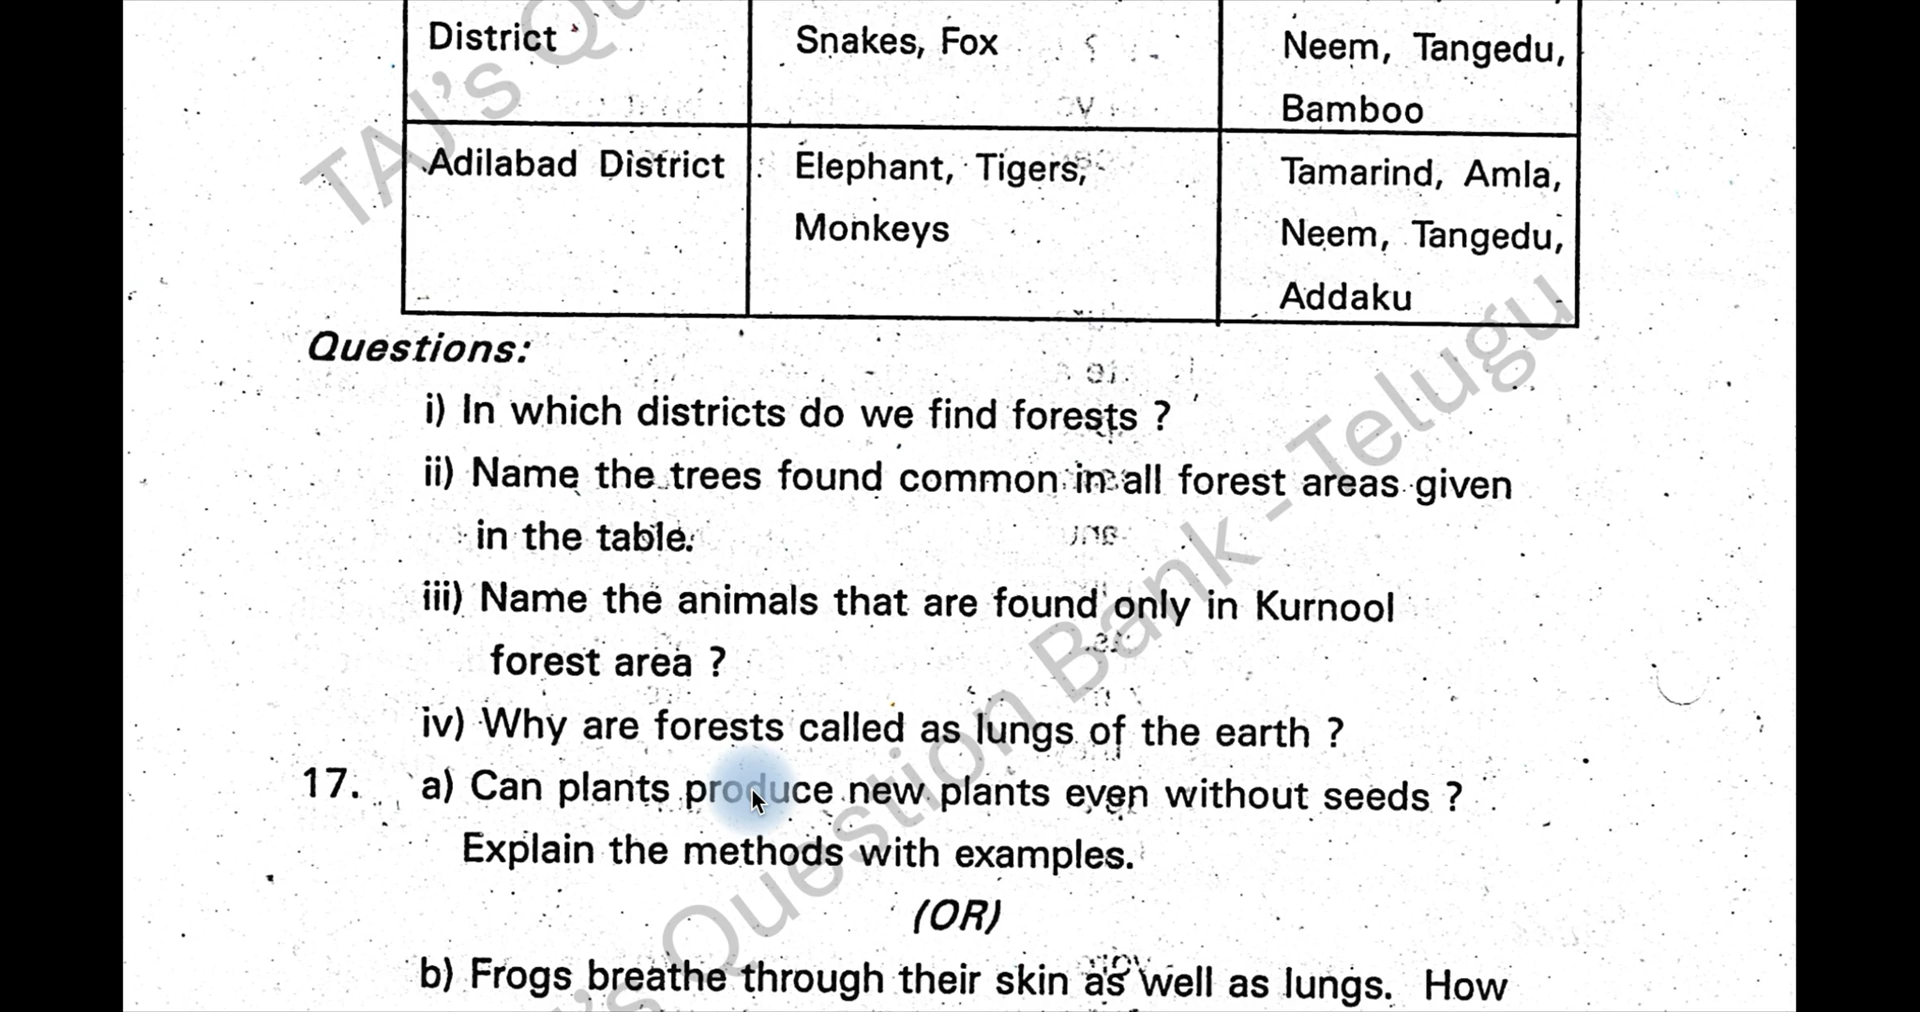 District Snakes, Fox Neem, Tangedu,
Bamboo
Adilabad District Elephant, Tigers, Tamarind, Amla,
Monkeys Neem, Tangedu,
Addaku
Questions:
i) In which districts do we find forests ?
ii) Name the trees found common in all forest areas given
in the table.
iii) Name the animals that are found only in Kurnool
forest area ?
iv) Why are forests called as lungs of the earth ?
17. a) Can plants produce new plants even without seeds ?
Explain the methods with examples.
(OR)
b) Frogs breathe through their skin as well as lungs. How
TAJ's Question Bank - Telugu